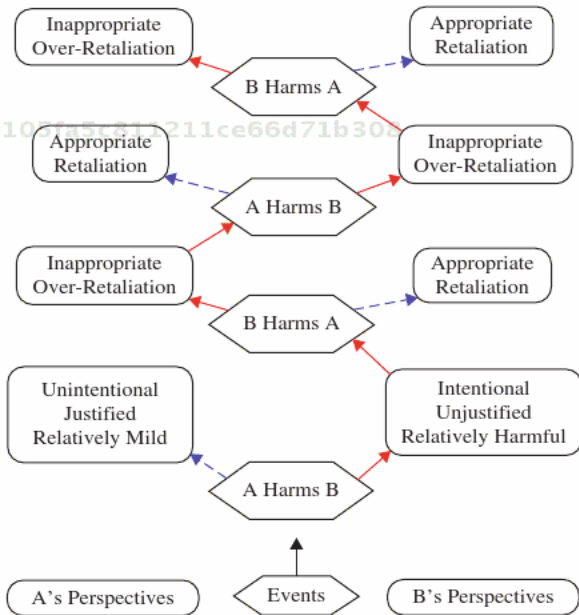 Inappropriate
Over-Retaliation
Appropriate
Retaliation
B Harms A
Appropriate
Retaliation
Inappropriate
Over-Retaliation
A Harms B
Inappropriate
Over-Retaliation
Appropriate
Retaliation
B Harms A
Unintentional
Justified
Relatively Mild
Intentional
Unjustified
Relatively Harmful
A Harms B
A's Perspectives
Events
B's Perspectives